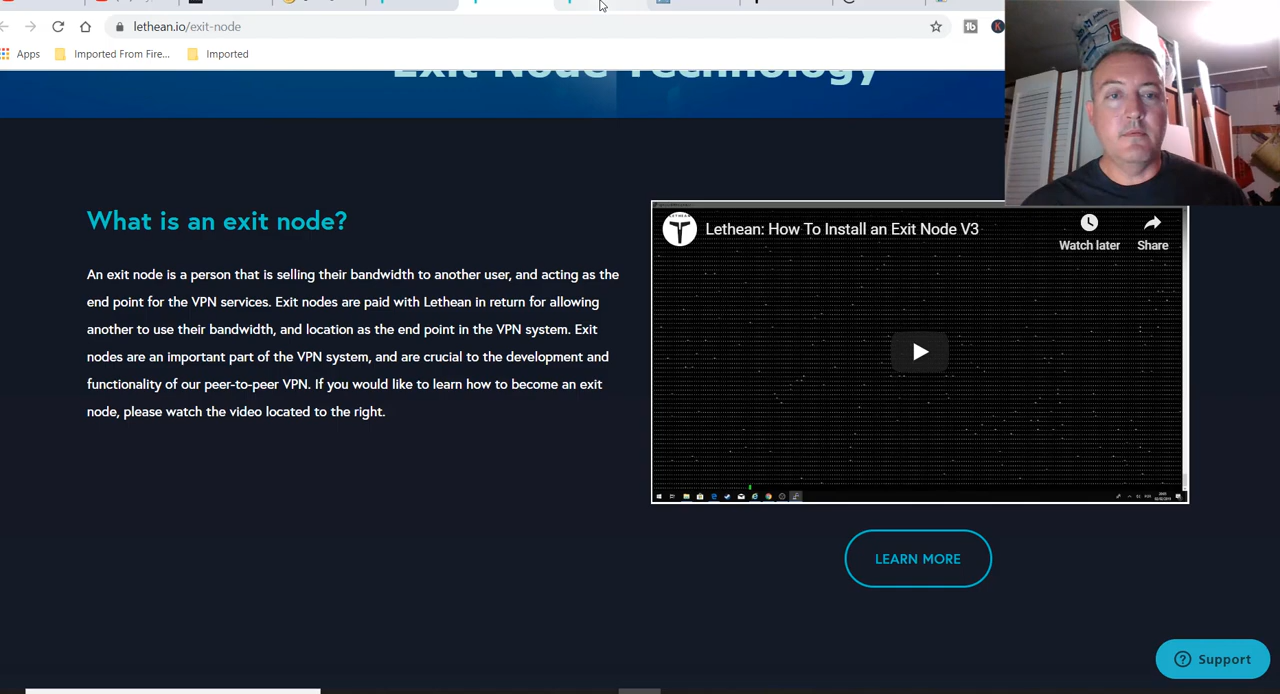 lethean.io/exit-node
Apps
Imported From Fire...
Imported
Exit Node Technology
What is an exit node?
An exit node is a person that is selling their bandwidth to another user, and acting as the
end point for the VPN services. Exit nodes are paid with Lethean in return for allowing
another to use their bandwidth, and location as the end point in the VPN system. Exit
nodes are an important part of the VPN system, and are crucial to the development and
functionality of our peer-to-peer VPN. If you would like to learn how to become an exit
node, please watch the video located to the right.
Lethean: How To Install an Exit Node V3
Watch later
Share
LEARN MORE
Support